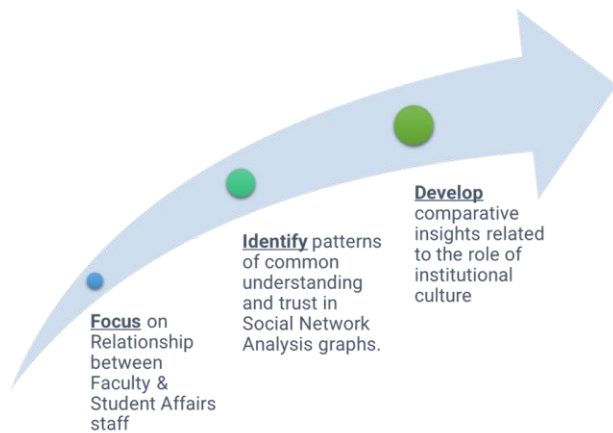 Focus on
Relationship
between
Faculty &
Student Affairs
staff
Identify patterns
of common
understanding
and trust in
Social Network
Analysis graphs.
Develop
comparative
insights related
to the role of
institutional
culture